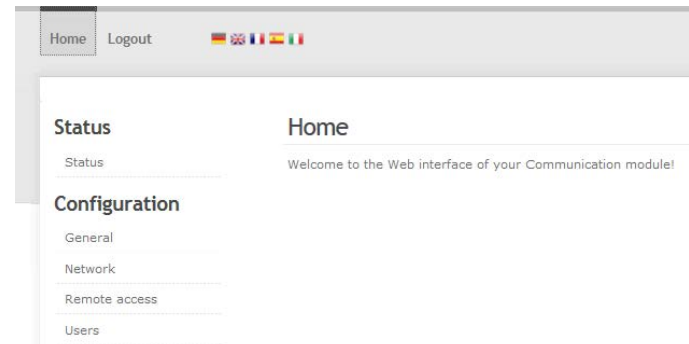 Home Logout
Status
Status
Configuration
General
Network
Remote access
Users
Home
Welcome to the Web interface of your Communication module!